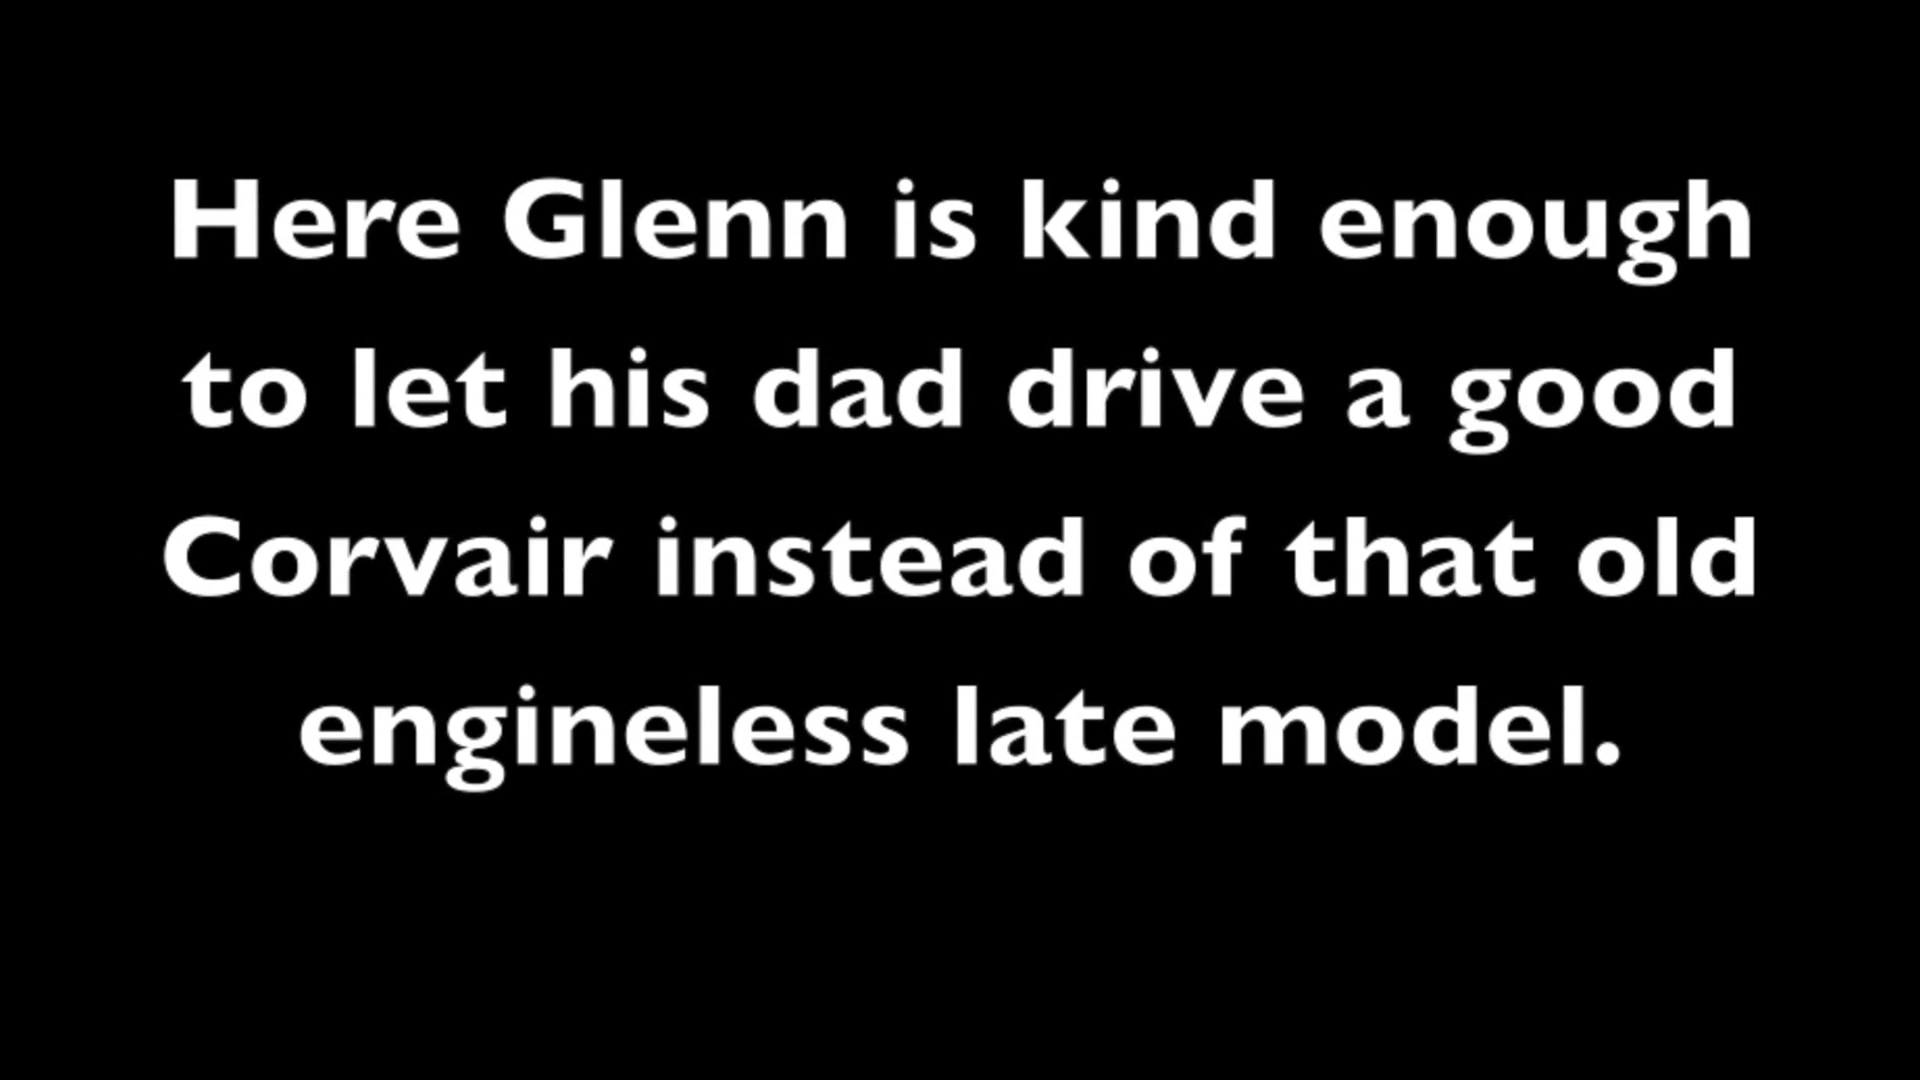 Here Glenn is kind enough
to let his dad drive a good
Corvair instead of that old
engineless late model.